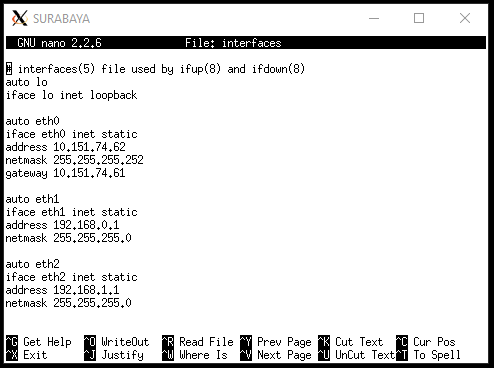 SURABAYA
GNU nano 2.2.6 File: interfaces
# interfaces(5) file used by ifup(8) and ifdown(8)
auto lo
iface lo inet loopback
auto eth0
iface eth0 inet static
address 10.151.74.62
netmask 255.255.255.252
gateway 10.151.74.61
auto eth1
iface eth1 inet static
address 192.168.0.1
netmask 255.255.255.0
auto eth2
iface eth2 inet static
address 192.168.1.1
netmask 255.255.255.0
^G Get Help ^O WriteOut ^R Read File ^Y Prev Page ^K Cut Text ^C Cur Pos
^X Exit ^J Justify ^W Where Is ^V Next Page ^U UnCut Text ^T To Spell